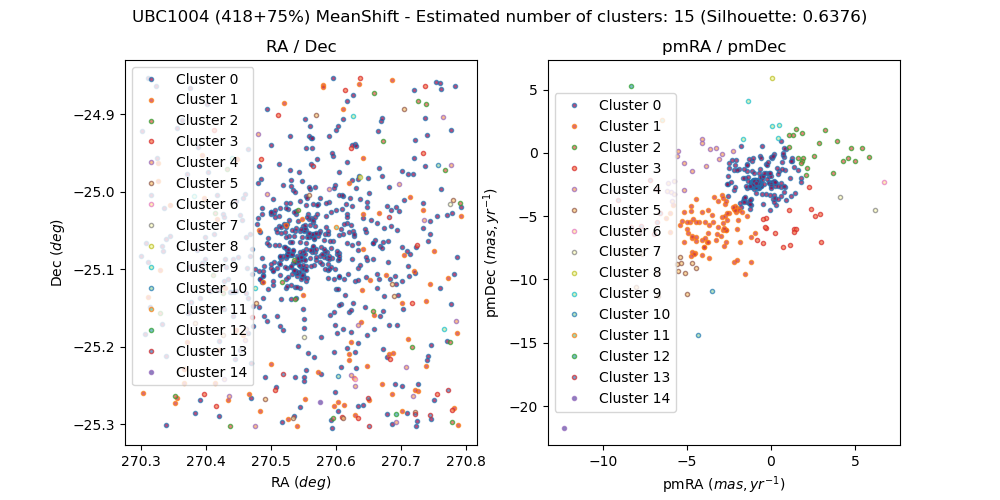 UBC1004 (418+75%) MeanShift - Estimated number of clusters: 15 (Silhouette: 0.6376)
RA / Dec
Dec (deg)
−24.9
−25.0
−25.1
−25.2
−25.3
Cluster 0
Cluster 1
Cluster 2
Cluster 3
Cluster 4
Cluster 5
Cluster 6
Cluster 7
Cluster 8
Cluster 9
Cluster 10
Cluster 11
Cluster 12
Cluster 13
Cluster 14
270.3 270.4 270.5 270.6 270.7 270.8
RA (deg)
pmRA / pmDec
pmDec (mas, yr⁻¹)
5
0
−5
−10
−15
−20
Cluster 0
Cluster 1
Cluster 2
Cluster 3
Cluster 4
Cluster 5
Cluster 6
Cluster 7
Cluster 8
Cluster 9
Cluster 10
Cluster 11
Cluster 12
Cluster 13
Cluster 14
−10 −5 0 5
pmRA (mas, yr⁻¹)